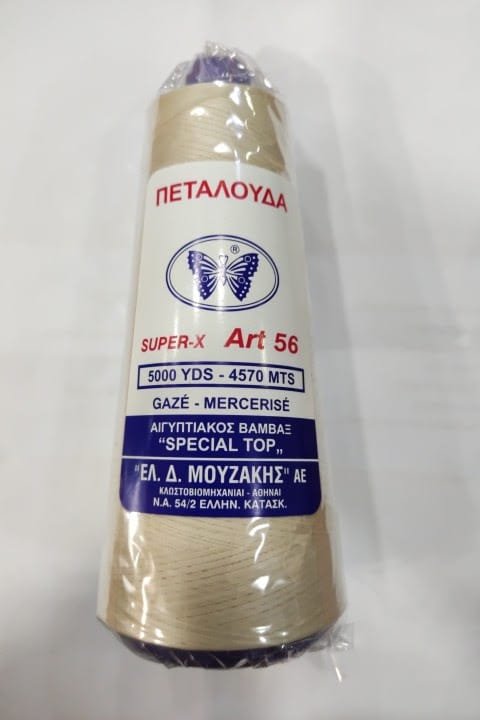 ΠΕΤΑΛΟΥΔΑ
®
SUPER-X Art 56
5000 YDS - 4570 MTS
GAZÉ - MERCERISÉ
ΑΙΓΥΠΤΙΑΚΟΣ ΒΑΜΒΑΞ
“SPECIAL TOP„
"ΕΛ. Δ. ΜΟΥΖΑΚΗΣ" ΑΕ
ΚΛΩΣΤΟΒΙΟΜΗΧΑΝΙΑΙ - ΑΘΗΝΑΙ
Ν.Α. 54/2 ΕΛΛΗΝ. ΚΑΤΑΣΚ.